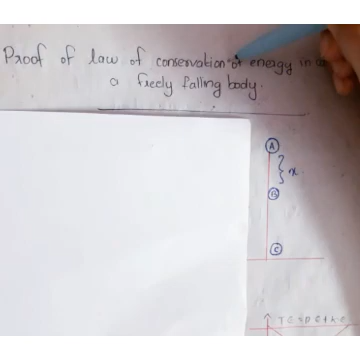 Proof of law of conservation of energy in
a freely falling body.
A
x
B
C
T E = P E + K E